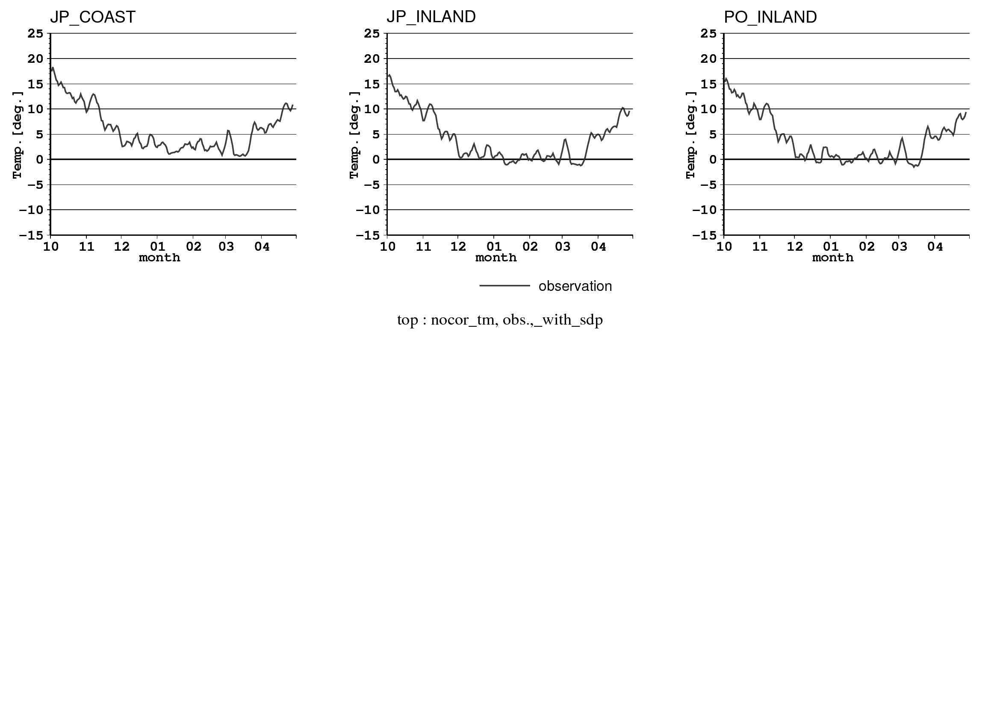 JP_COAST
JP_INLAND
PO_INLAND
25
20
15
10
5
0
−5
−10
−15
Temp.[deg.]
10 11 12 01 02 03 04
month
25
20
15
10
5
0
−5
−10
−15
Temp.[deg.]
10 11 12 01 02 03 04
month
25
20
15
10
5
0
−5
−10
−15
Temp.[deg.]
10 11 12 01 02 03 04
month
observation
top : nocor_tm, obs.,_with_sdp